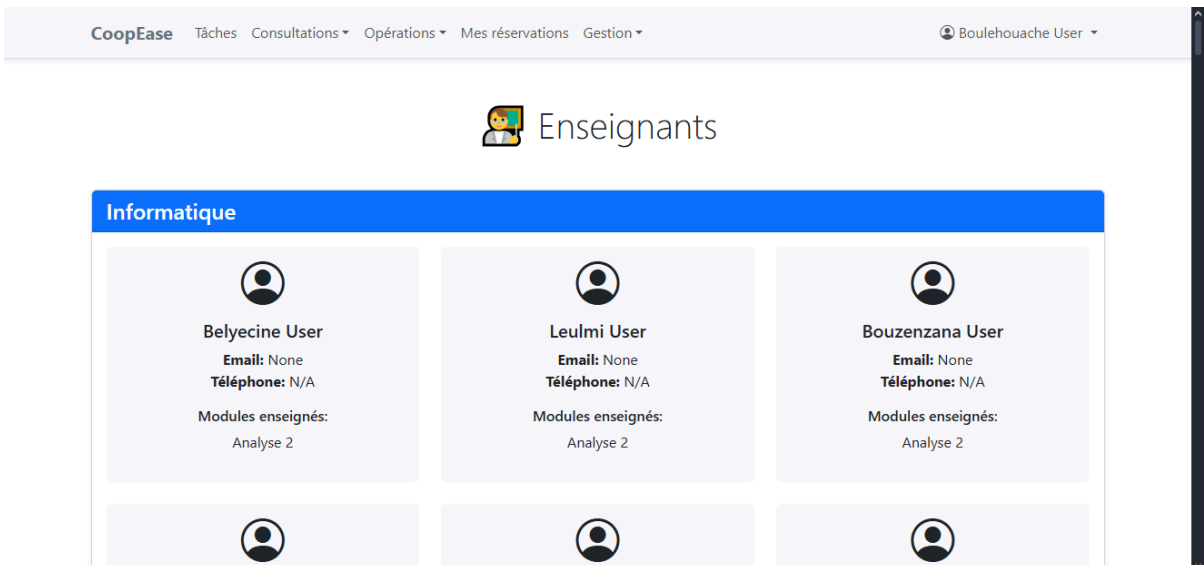 CoopEase Tâches Consultations Opérations Mes réservations Gestion Boulehouache User
Enseignants
Informatique
Belyecine User
Email: None
Téléphone: N/A
Modules enseignés:
Analyse 2
Leulmi User
Email: None
Téléphone: N/A
Modules enseignés:
Analyse 2
Bouzenzana User
Email: None
Téléphone: N/A
Modules enseignés:
Analyse 2